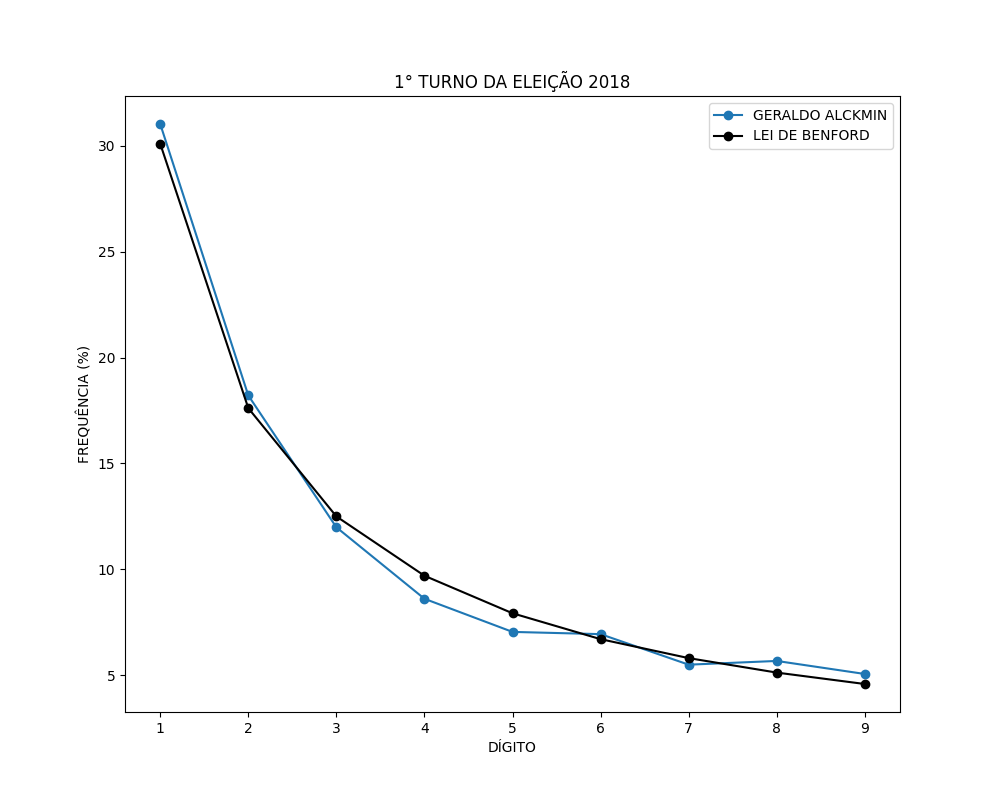 1° TURNO DA ELEIÇÃO 2018
GERALDO ALCKMIN
LEI DE BENFORD
FREQUÊNCIA (%)
30
25
20
15
10
5
1 2 3 4 5 6 7 8 9
DÍGITO